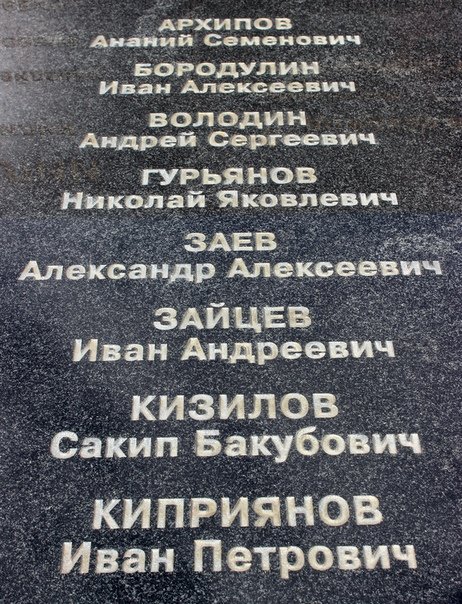 АРХИПОВ
Ананий Семенович
БОРОДУЛИН
Иван Алексеевич
ВОЛОДИН
Андрей Сергеевич
ГУРЬЯНОВ
Николай Яковлевич
ЗАЕВ
Александр Алексеевич
ЗАЙЦЕВ
Иван Андреевич
КИЗИЛОВ
Сакип Бакубович
КИПРИЯНОВ
Иван Петрович